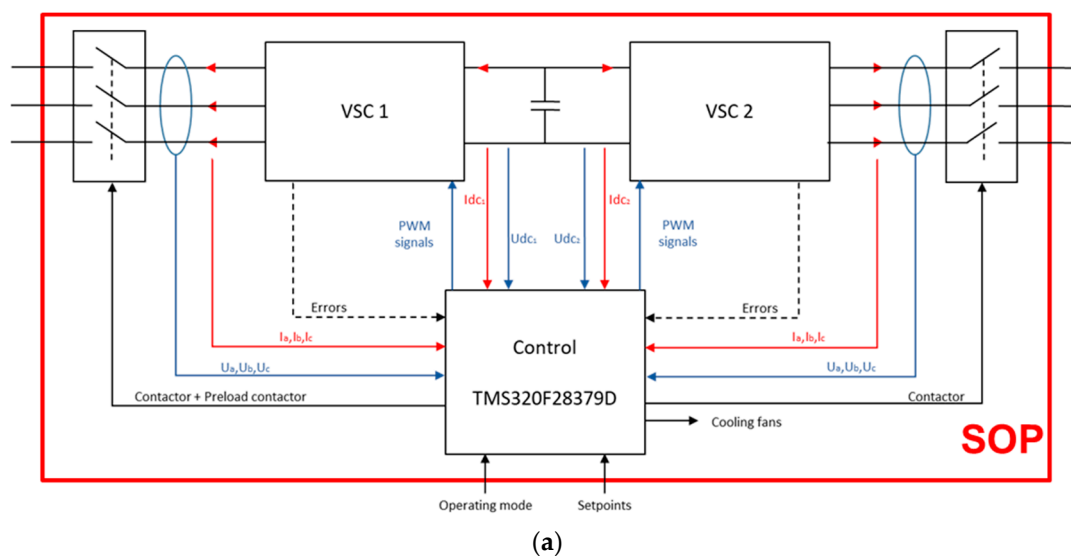 VSC 1
VSC 2
Idc₁
Idc₂
PWM
signals
Udc₁
Udc₂
PWM
signals
Errors
Errors
Iₐ,I_b,I_c
Control
Iₐ,I_b,I_c
Uₐ,U_b,U_c
Uₐ,U_b,U_c
Contactor + Preload contactor
TMS320F28379D
Contactor
Cooling fans
SOP
Operating mode
Setpoints
(a)